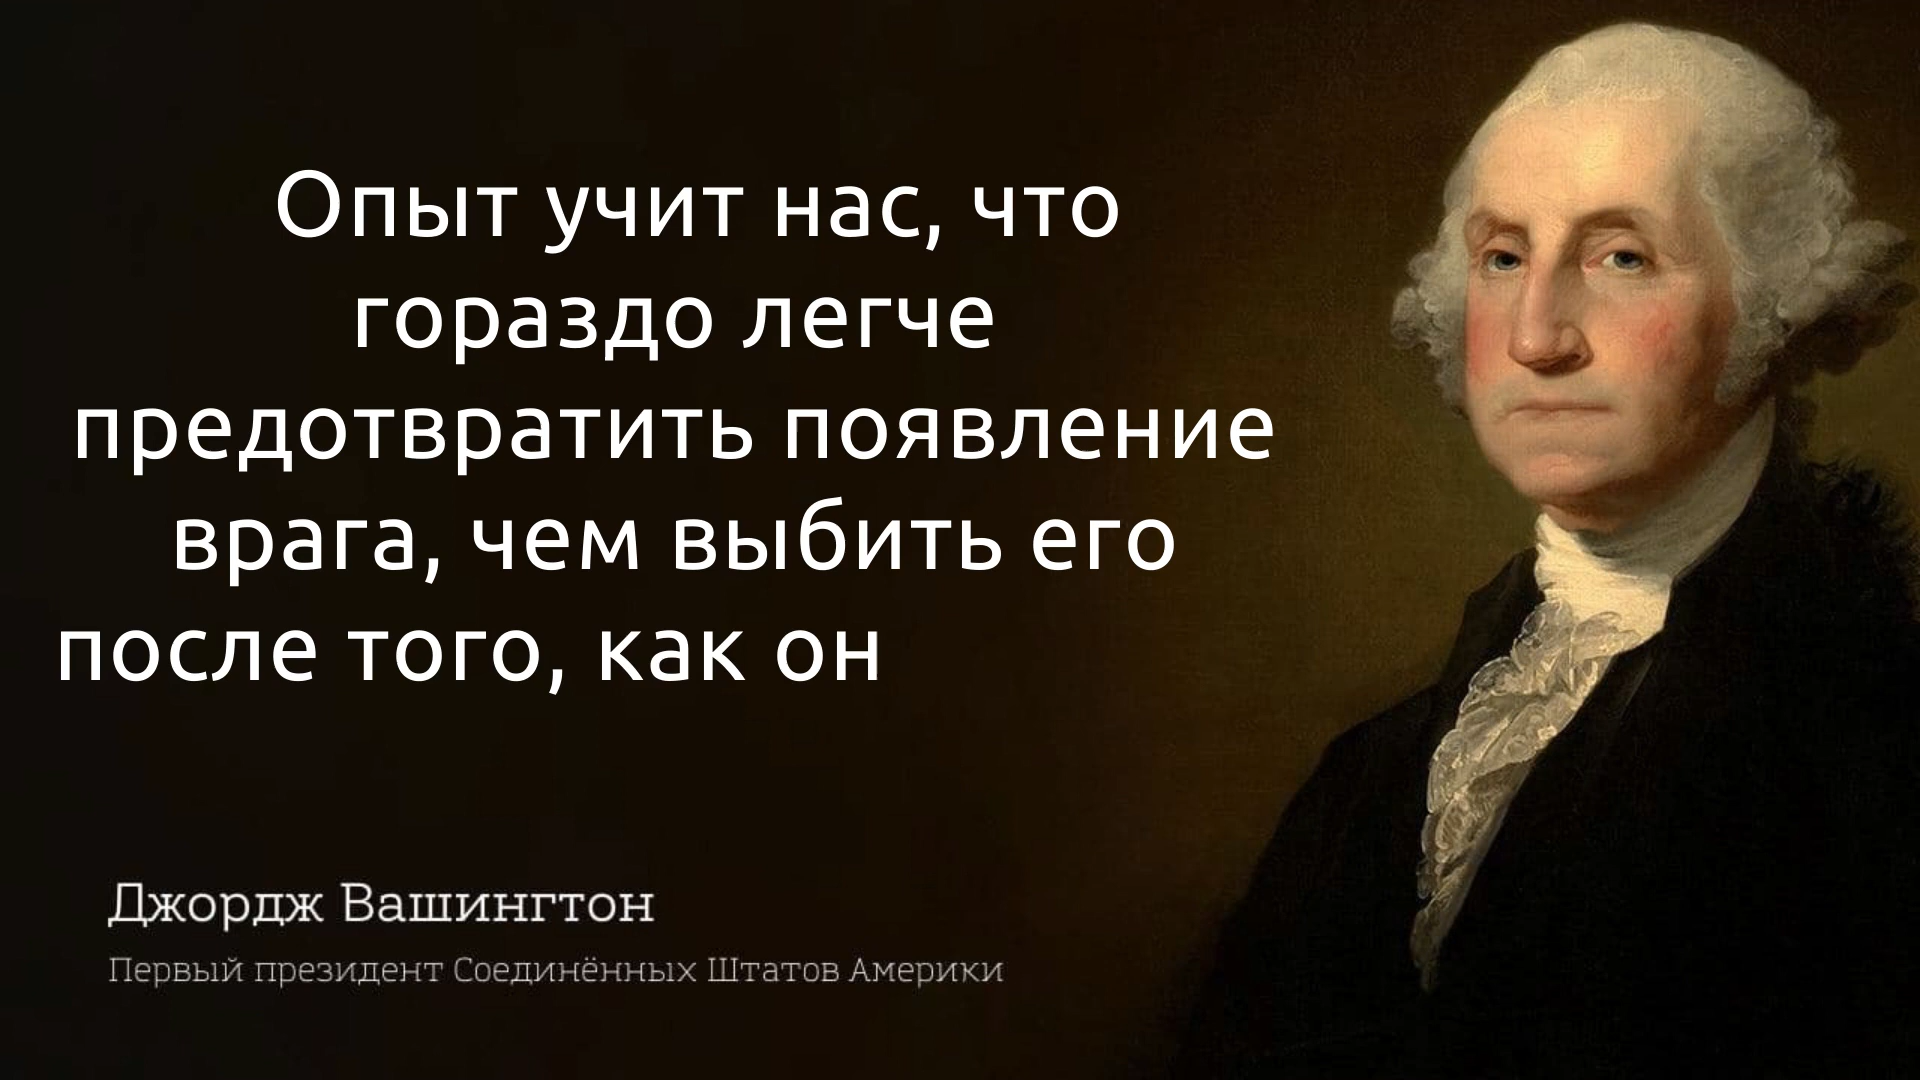 Опыт учит нас, что
гораздо легче
предотвратить появление
врага, чем выбить его
после того, как он
Джордж Вашингтон
Первый президент Соединённых Штатов Америки